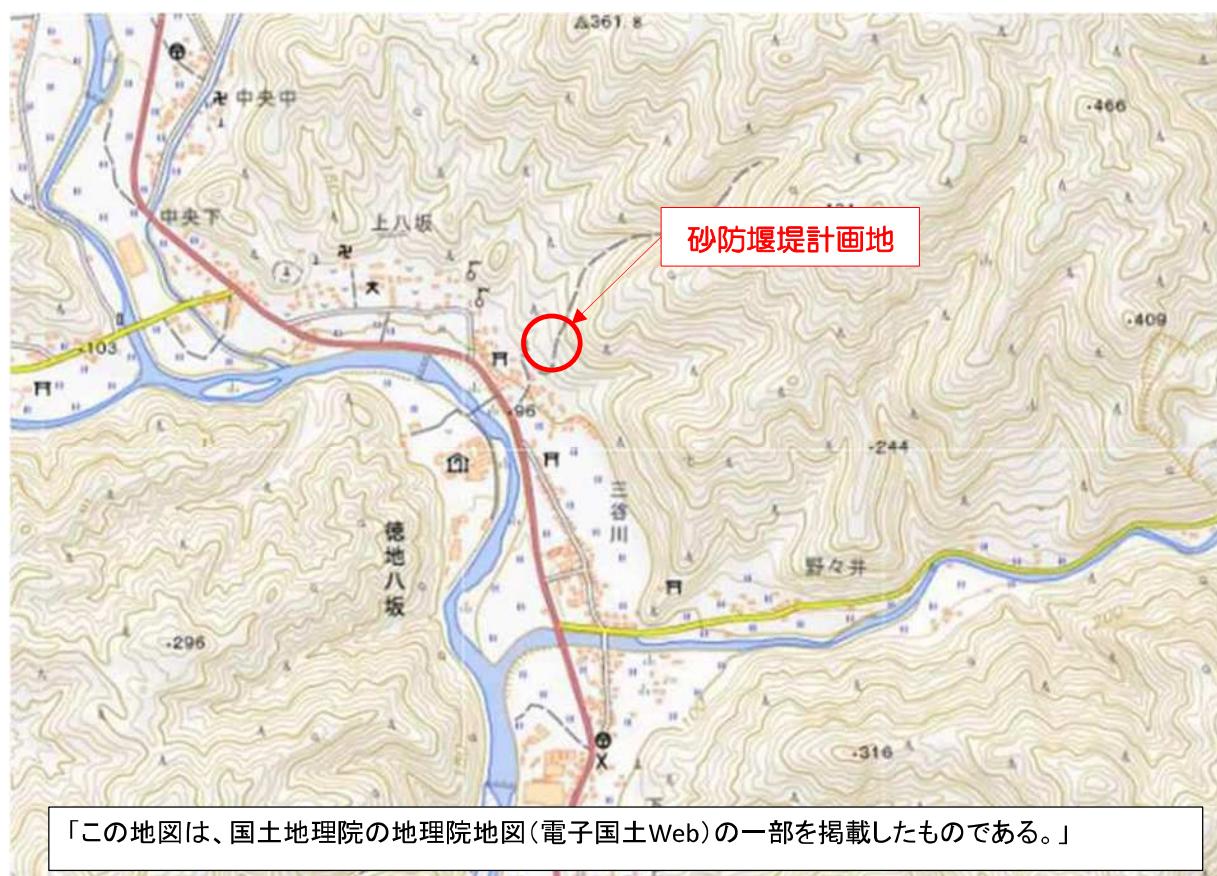 361.8
中央中
466
中央下
上八坂
砂防堰堤計画地
409
103
96
244
三谷川
徳地八坂
野々井
296
316
「この地図は、国土地理院の地理院地図(電子国土Web)の一部を掲載したものである。」